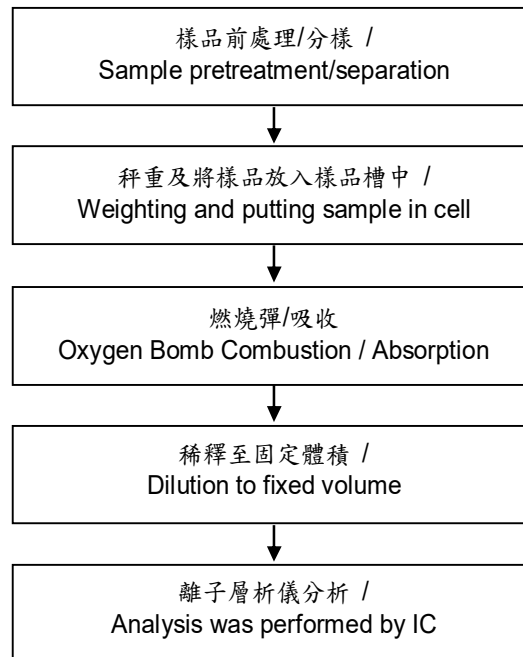 樣品前處理/分樣 /
Sample pretreatment/separation
秤重及將樣品放入樣品槽中 /
Weighting and putting sample in cell
燃燒彈/吸收
Oxygen Bomb Combustion / Absorption
稀釋至固定體積 /
Dilution to fixed volume
離子層析儀分析 /
Analysis was performed by IC